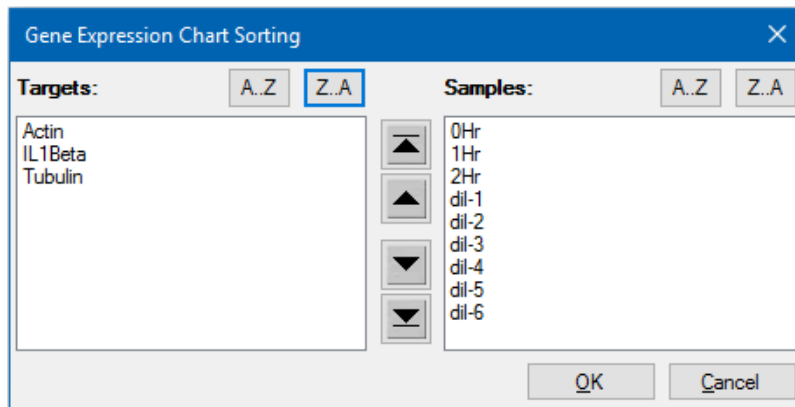 Gene Expression Chart Sorting
Targets: A..Z Z..A Samples: A..Z Z..A
Actin
IL1Beta
Tubulin
0Hr
1Hr
2Hr
dil-1
dil-2
dil-3
dil-4
dil-5
dil-6
OK Cancel